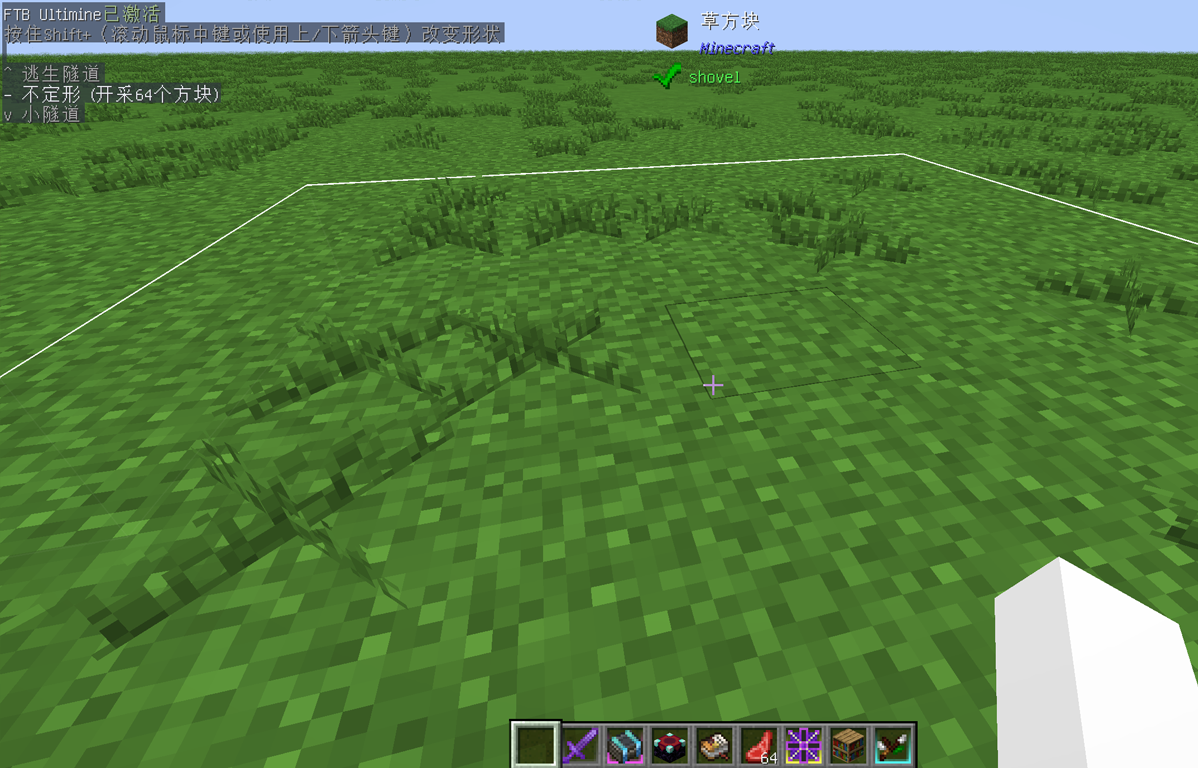 FTB Ultimine已激活
按住Shift+（滚动鼠标中键或使用上/下箭头键）改变形状
^ 逃生隧道
- 不定形 (开采64个方块)
v 小隧道
草方块
Minecraft
shovel
64